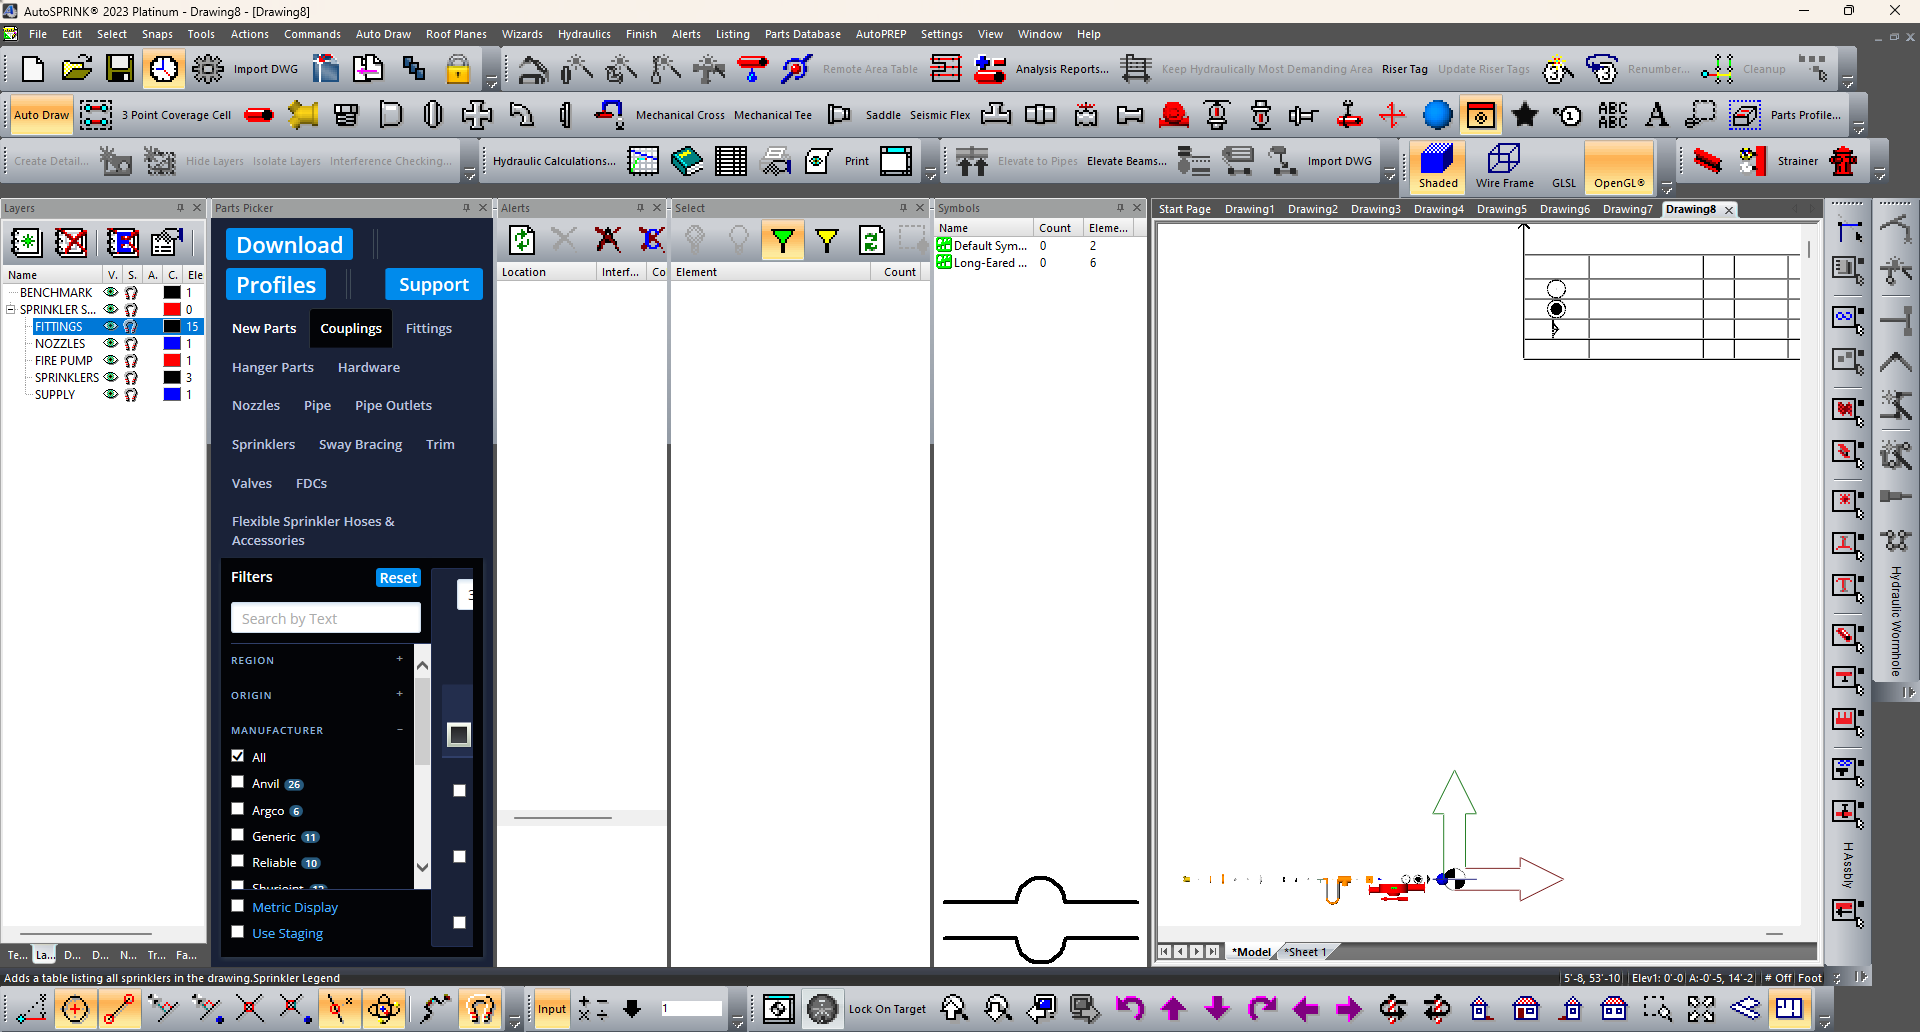 AutoSPRINK® 2023 Platinum - Drawing8 - [Drawing8]
File Edit Select Snaps Tools Actions Commands Auto Draw Roof Planes Wizards Hydraulics Finish Alerts Listing Parts Database AutoPREP Settings View Window Help
Import DWG Remote Area Table Analysis Reports... Keep Hydraulically Most Demanding Area Riser Tag Update Riser Tags Renumber... Cleanup
Auto Draw 3 Point Coverage Cell Mechanical Cross Mechanical Tee Saddle Seismic Flex ABC ABC A Parts Profile...
Create Detail... Hide Layers Isolate Layers Interference Checking... Hydraulic Calculations... Print Elevate to Pipes Elevate Beams... Import DWG Shaded Wire Frame GLSL OpenGL® Strainer
Layers
Name V. S. A. C. Ele
BENCHMARK 1
SPRINKLER S... 0
FITTINGS 15
NOZZLES 1
FIRE PUMP 1
SPRINKLERS 3
SUPPLY 1
Te... La... D... D... N... Tr... Fa...
Parts Picker
Download
Profiles Support
New Parts Couplings Fittings
Hanger Parts Hardware
Nozzles Pipe Pipe Outlets
Sprinklers Sway Bracing Trim
Valves FDCs
Flexible Sprinkler Hoses &
Accessories
Filters Reset
Search by Text
REGION +
ORIGIN +
MANUFACTURER −
All
Anvil 26
Argco 6
Generic 11
Reliable 10
Shurjoint 12
Metric Display
Use Staging
Alerts
Location Interf... Co
Select
Element Count
Symbols
Name Count Eleme...
Default Sym... 0 2
Long-Eared ... 0 6
Start Page Drawing1 Drawing2 Drawing3 Drawing4 Drawing5 Drawing6 Drawing7 Drawing8
*Model *Sheet 1
HAssbly
Hydraulic Wormhole
Adds a table listing all sprinklers in the drawing.Sprinkler Legend
5'-8, 53'-10 Elev1: 0'-0 A:-0'-5, 14'-2 # Off Foot
Input 1 Lock On Target